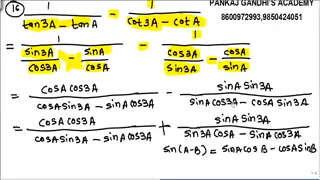 PANKAJ GANDHI'S ACADEMY
8600972993,9850424051
16 1/(tan3A - tanA) - 1/(cot3A - cotA)
= 1/(sin3A/cos3A - sinA/cosA) - 1/(cos3A/sin3A - cosA/sinA)
= cosA cos3A/(cosA sin3A - sinA cos3A) - sinA sin3A/(sinA cos3A - cosA sin3A)
= cosA cos3A/(cosA sin3A - sinA cos3A) + sinA sin3A/(sin3A cosA - sinA cos3A)
sin(A-B) = sinA cosB - cosA sinB